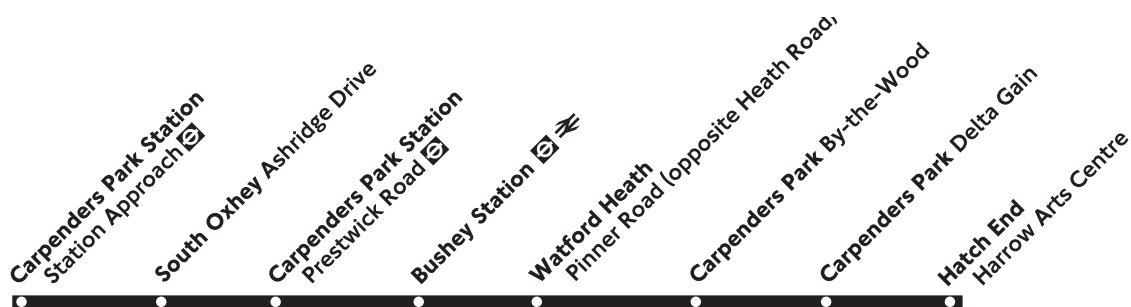 Carpenders Park Station
Station Approach
South Oxhey Ashridge Drive
Carpenders Park Station
Prestwick Road
Bushey Station
Watford Heath
Pinner Road (opposite Heath Road)
Carpenders Park By-the-Wood
Carpenders Park Delta Gain
Hatch End
Harrow Arts Centre